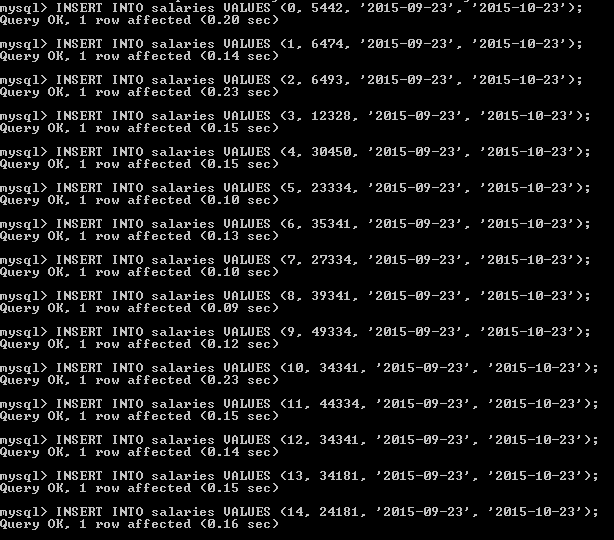 mysql> INSERT INTO salaries VALUES (0, 5442, '2015-09-23', '2015-10-23');
Query OK, 1 row affected (0.20 sec)
mysql> INSERT INTO salaries VALUES (1, 6474, '2015-09-23', '2015-10-23');
Query OK, 1 row affected (0.14 sec)
mysql> INSERT INTO salaries VALUES (2, 6493, '2015-09-23', '2015-10-23');
Query OK, 1 row affected (0.23 sec)
mysql> INSERT INTO salaries VALUES (3, 12328, '2015-09-23', '2015-10-23');
Query OK, 1 row affected (0.15 sec)
mysql> INSERT INTO salaries VALUES (4, 30450, '2015-09-23', '2015-10-23');
Query OK, 1 row affected (0.15 sec)
mysql> INSERT INTO salaries VALUES (5, 23334, '2015-09-23', '2015-10-23');
Query OK, 1 row affected (0.10 sec)
mysql> INSERT INTO salaries VALUES (6, 35341, '2015-09-23', '2015-10-23');
Query OK, 1 row affected (0.13 sec)
mysql> INSERT INTO salaries VALUES (7, 27334, '2015-09-23', '2015-10-23');
Query OK, 1 row affected (0.10 sec)
mysql> INSERT INTO salaries VALUES (8, 39341, '2015-09-23', '2015-10-23');
Query OK, 1 row affected (0.09 sec)
mysql> INSERT INTO salaries VALUES (9, 49334, '2015-09-23', '2015-10-23');
Query OK, 1 row affected (0.12 sec)
mysql> INSERT INTO salaries VALUES (10, 34341, '2015-09-23', '2015-10-23');
Query OK, 1 row affected (0.23 sec)
mysql> INSERT INTO salaries VALUES (11, 44334, '2015-09-23', '2015-10-23');
Query OK, 1 row affected (0.15 sec)
mysql> INSERT INTO salaries VALUES (12, 34341, '2015-09-23', '2015-10-23');
Query OK, 1 row affected (0.14 sec)
mysql> INSERT INTO salaries VALUES (13, 34181, '2015-09-23', '2015-10-23');
Query OK, 1 row affected (0.15 sec)
mysql> INSERT INTO salaries VALUES (14, 24181, '2015-09-23', '2015-10-23');
Query OK, 1 row affected (0.16 sec)